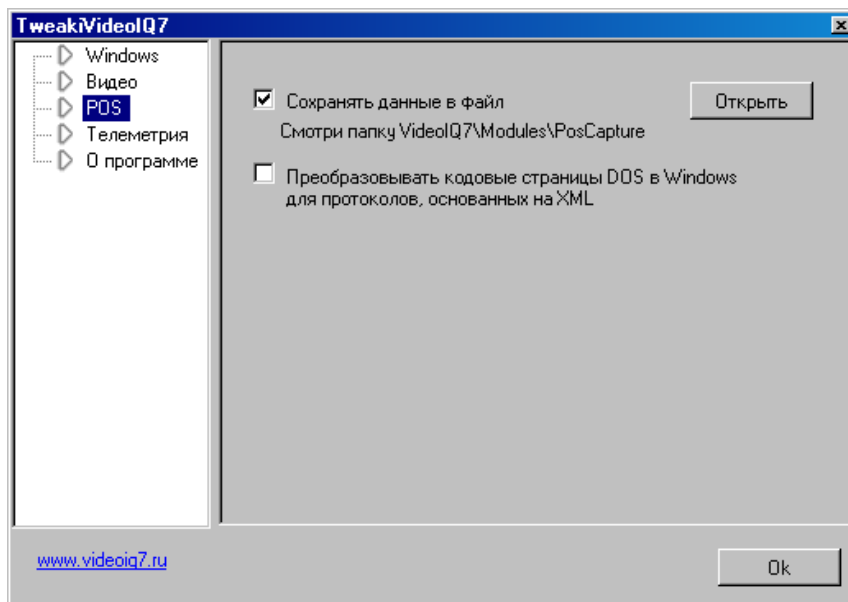 TweakiVideoIQ7
Windows
Видео
POS
Телеметрия
О программе
Сохранять данные в файл
Открыть
Смотри папку VideoIQ7\Modules\PosCapture
Преобразовывать кодовые страницы DOS в Windows
для протоколов, основанных на XML
www.videoiq7.ru
Ok